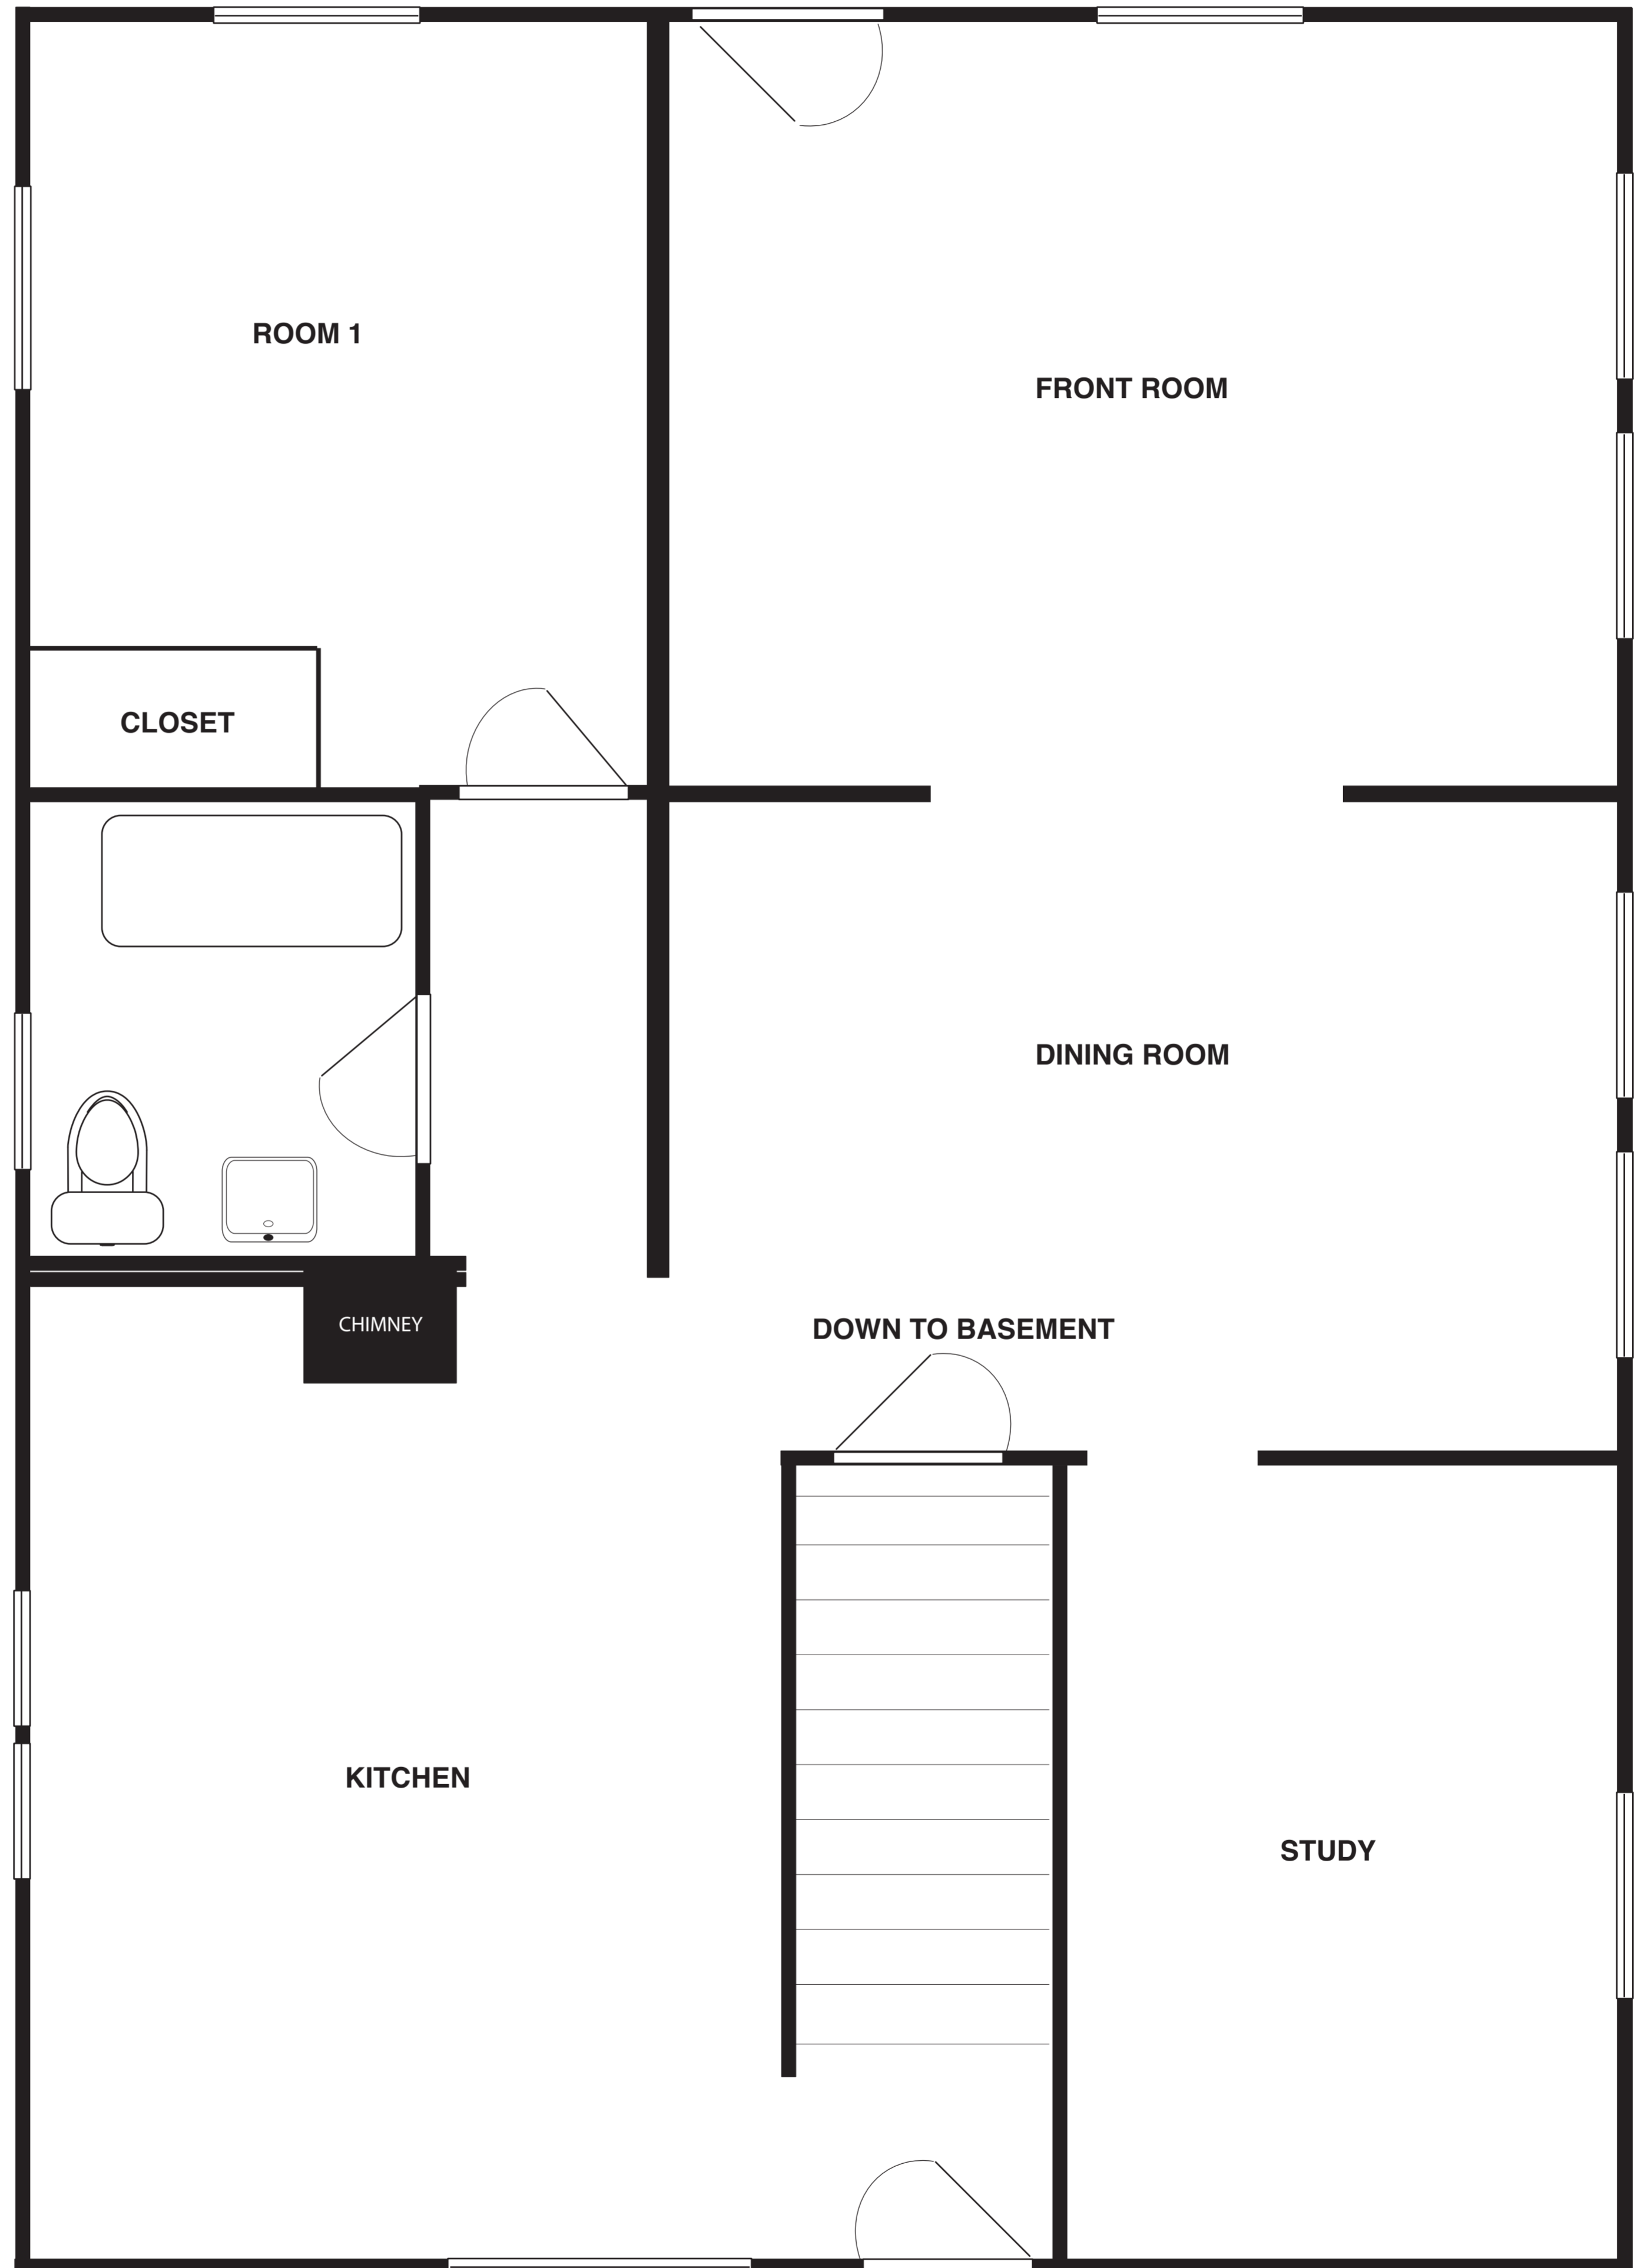 ROOM 1
FRONT ROOM
CLOSET
DINING ROOM
CHIMNEY
DOWN TO BASEMENT
KITCHEN
STUDY